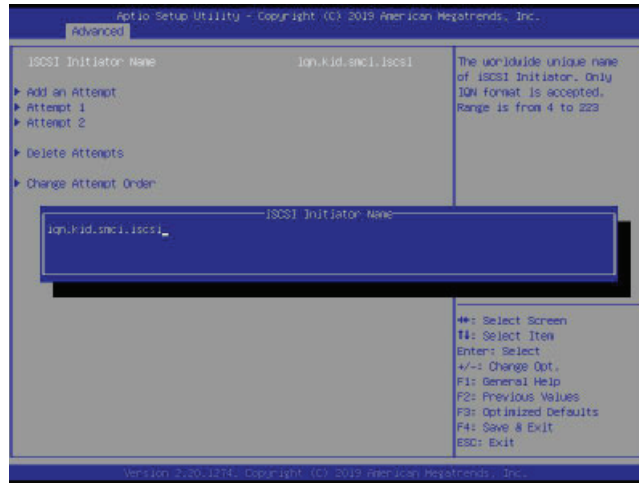 Aptio Setup Utility - Copyright (C) 2019 American Megatrends, Inc.
Advanced
iSCSI Initiator Name iqn.kid.smci.iscsi
Add an Attempt
Attempt 1
Attempt 2
Delete Attempts
Change Attempt Order
The worldwide unique name
of iSCSI Initiator. Only
IQN format is accepted.
Range is from 4 to 223
iSCSI Initiator Name
iqn.kid.smci.iscsi_
: Select Screen
↑↓: Select Item
Enter: Select
+/-: Change Opt.
F1: General Help
F2: Previous Values
F3: Optimized Defaults
F4: Save & Exit
ESC: Exit
Version 2.20.1274. Copyright (C) 2019 American Megatrends, Inc.